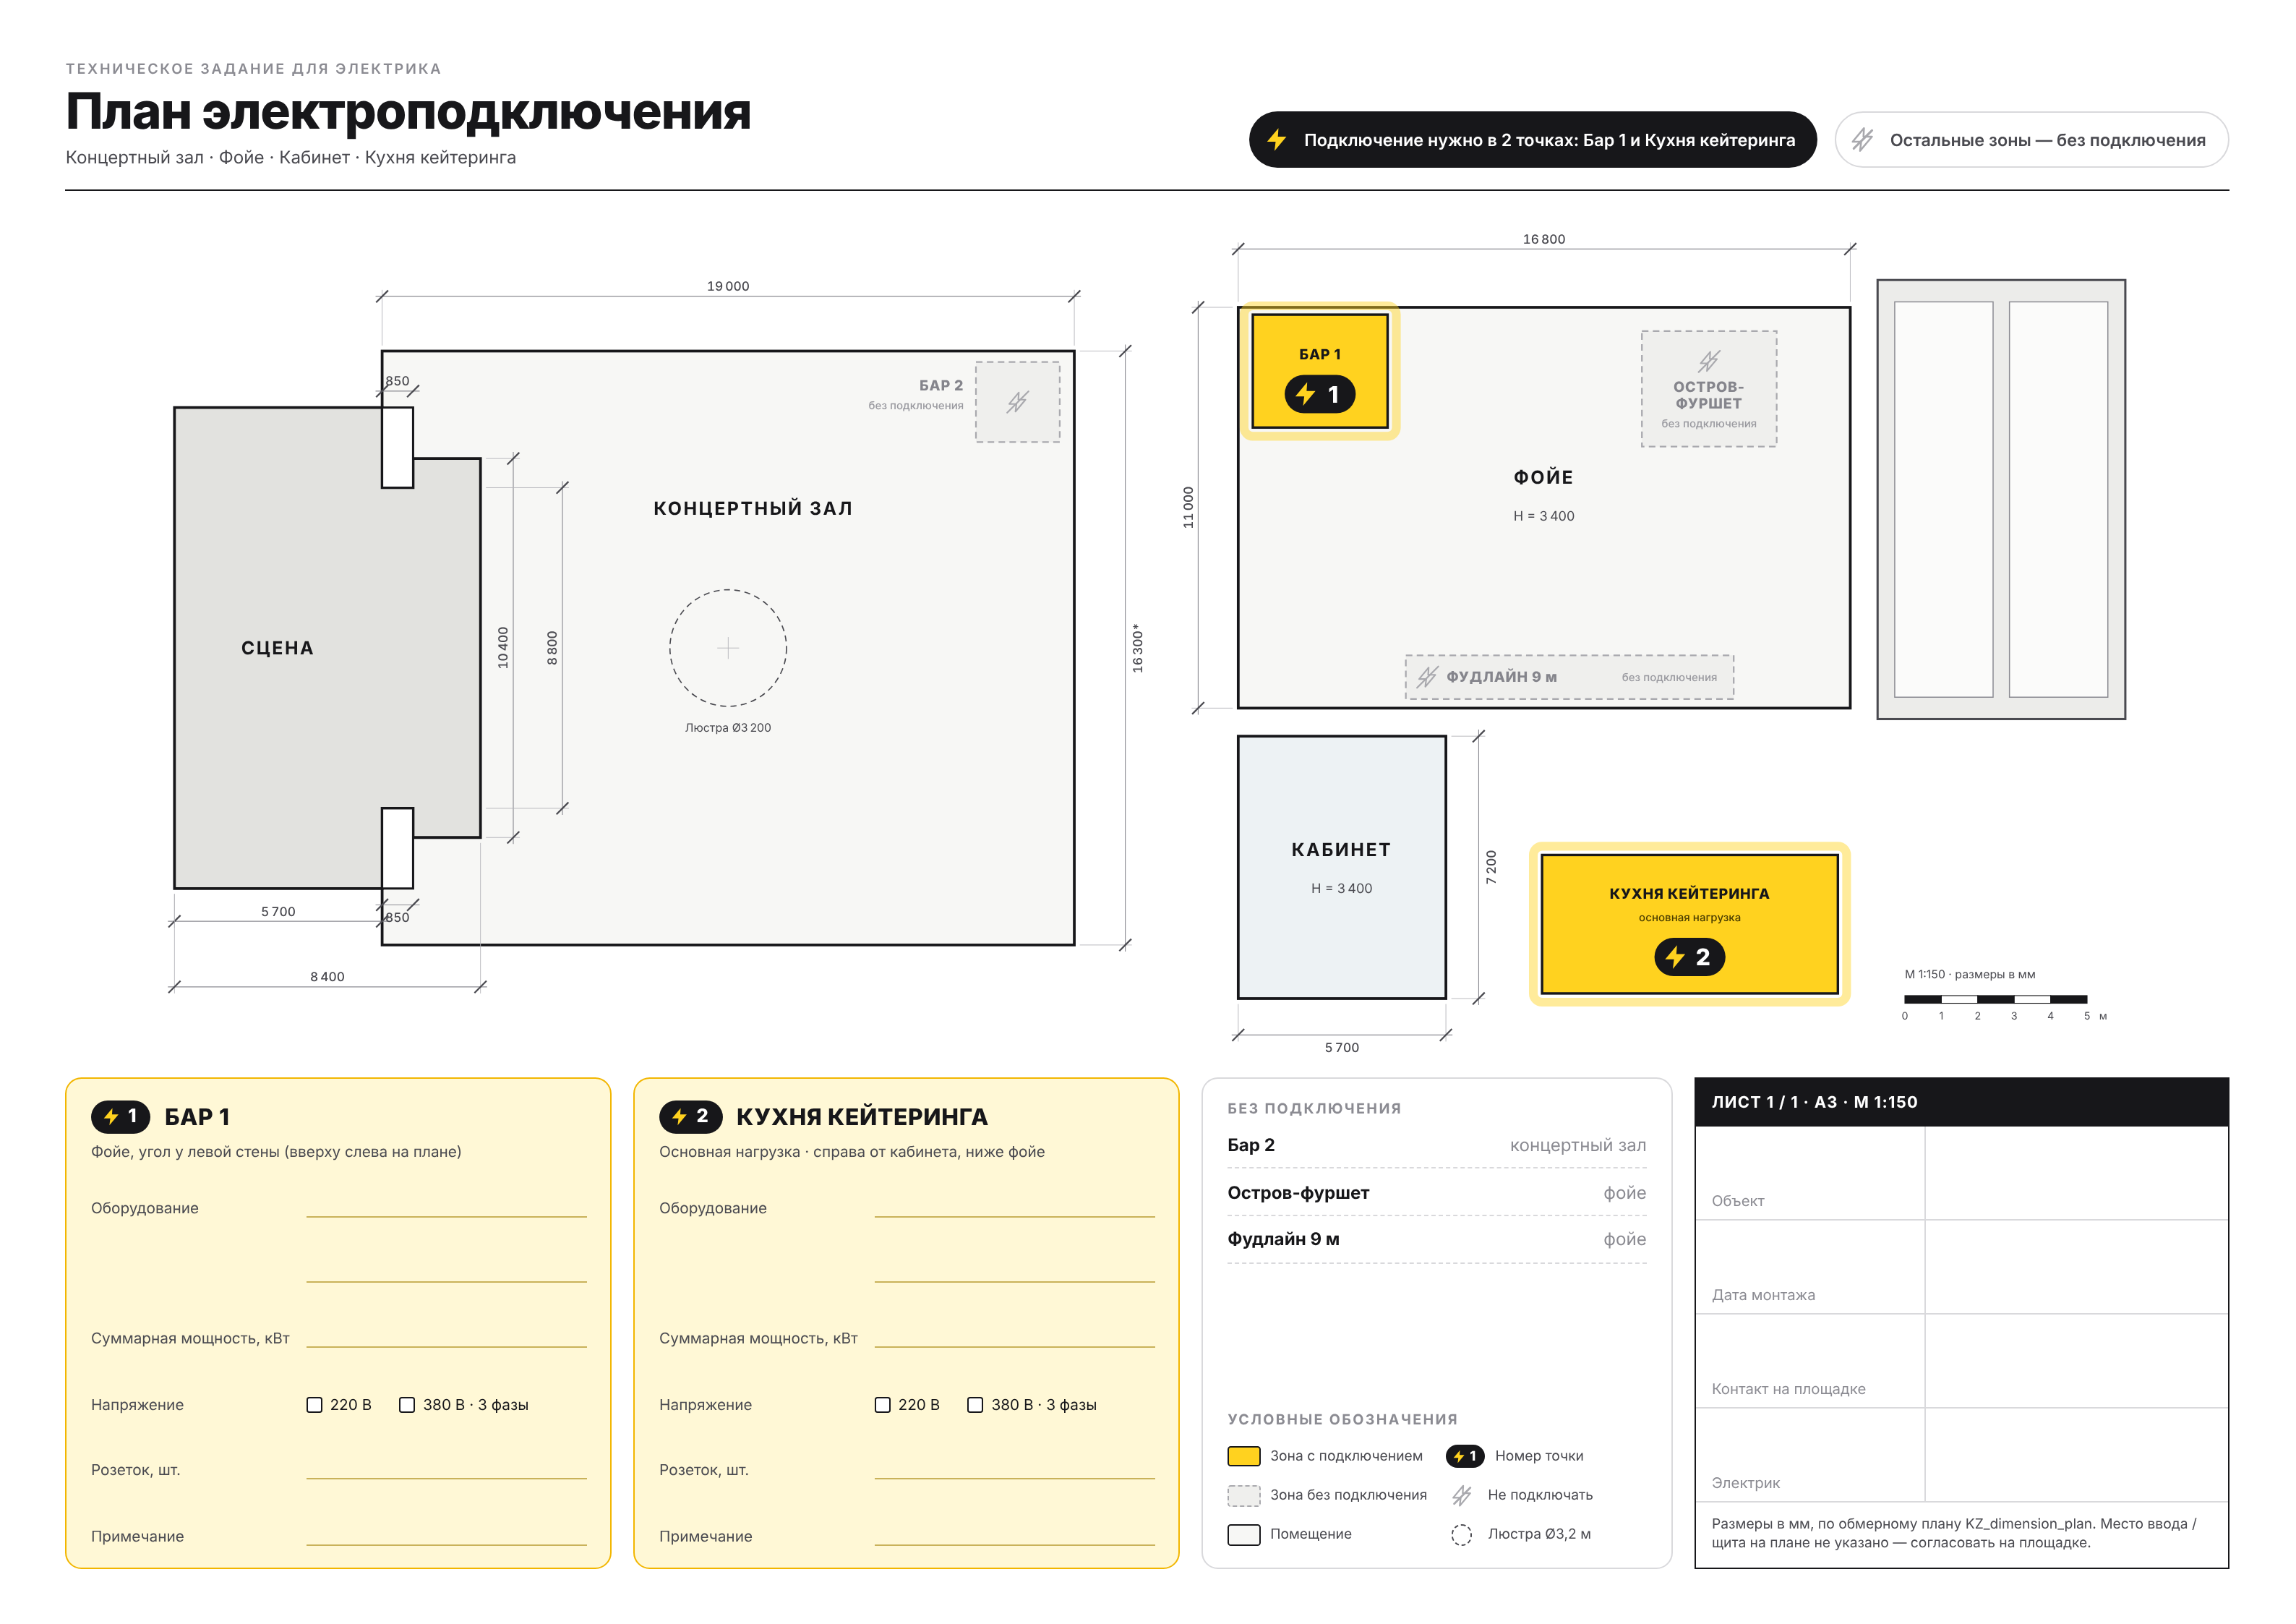 ТЕХНИЧЕСКОЕ ЗАДАНИЕ ДЛЯ ЭЛЕКТРИКА
План электроподключения
Концертный зал · Фойе · Кабинет · Кухня кейтеринга
Подключение нужно в 2 точках: Бар 1 и Кухня кейтеринга
Остальные зоны — без подключения
19 000
850
БАР 2
без подключения
КОНЦЕРТНЫЙ ЗАЛ
СЦЕНА
10 400
8 800
Люстра Ø3 200
16 300*
5 700
850
8 400
16 800
11 000
БАР 1
1
ОСТРОВ-
ФУРШЕТ
без подключения
ФОЙЕ
H = 3 400
ФУДЛАЙН 9 м
без подключения
КАБИНЕТ
H = 3 400
7 200
5 700
КУХНЯ КЕЙТЕРИНГА
основная нагрузка
2
М 1:150 · размеры в мм
0 1 2 3 4 5 м
1 БАР 1
Фойе, угол у левой стены (вверху слева на плане)
Оборудование
Суммарная мощность, кВт
Напряжение 220 В 380 В · 3 фазы
Розеток, шт.
Примечание
2 КУХНЯ КЕЙТЕРИНГА
Основная нагрузка · справа от кабинета, ниже фойе
Оборудование
Суммарная мощность, кВт
Напряжение 220 В 380 В · 3 фазы
Розеток, шт.
Примечание
БЕЗ ПОДКЛЮЧЕНИЯ
Бар 2 концертный зал
Остров-фуршет фойе
Фудлайн 9 м фойе
УСЛОВНЫЕ ОБОЗНАЧЕНИЯ
Зона с подключением 1 Номер точки
Зона без подключения Не подключать
Помещение Люстра Ø3,2 м
ЛИСТ 1 / 1 · А3 · М 1:150
Объект
Дата монтажа
Контакт на площадке
Электрик
Размеры в мм, по обмерному плану KZ_dimension_plan. Место ввода /
щита на плане не указано — согласовать на площадке.